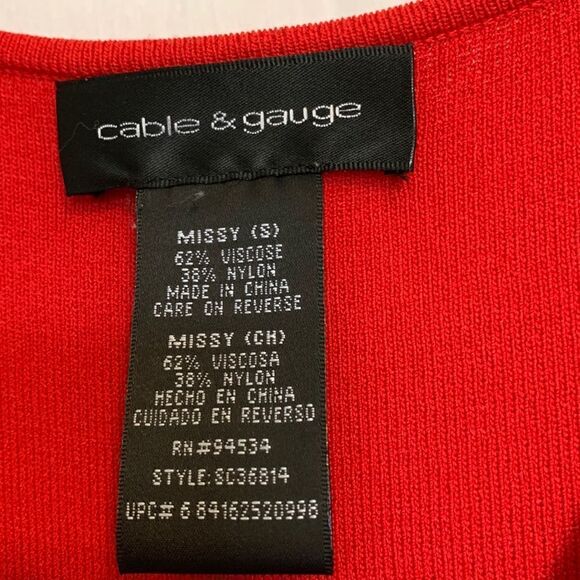 cable & gauge
MISSY (S)
62% VISCOSE
38% NYLON
MADE IN CHINA
CARE ON REVERSE
MISSY (CH)
62% VISCOSA
38% NYLON
HECHO EN CHINA
CUIDADO EN REVERSO
RN#94534
STYLE:SC36814
UPC# 6 84162520998